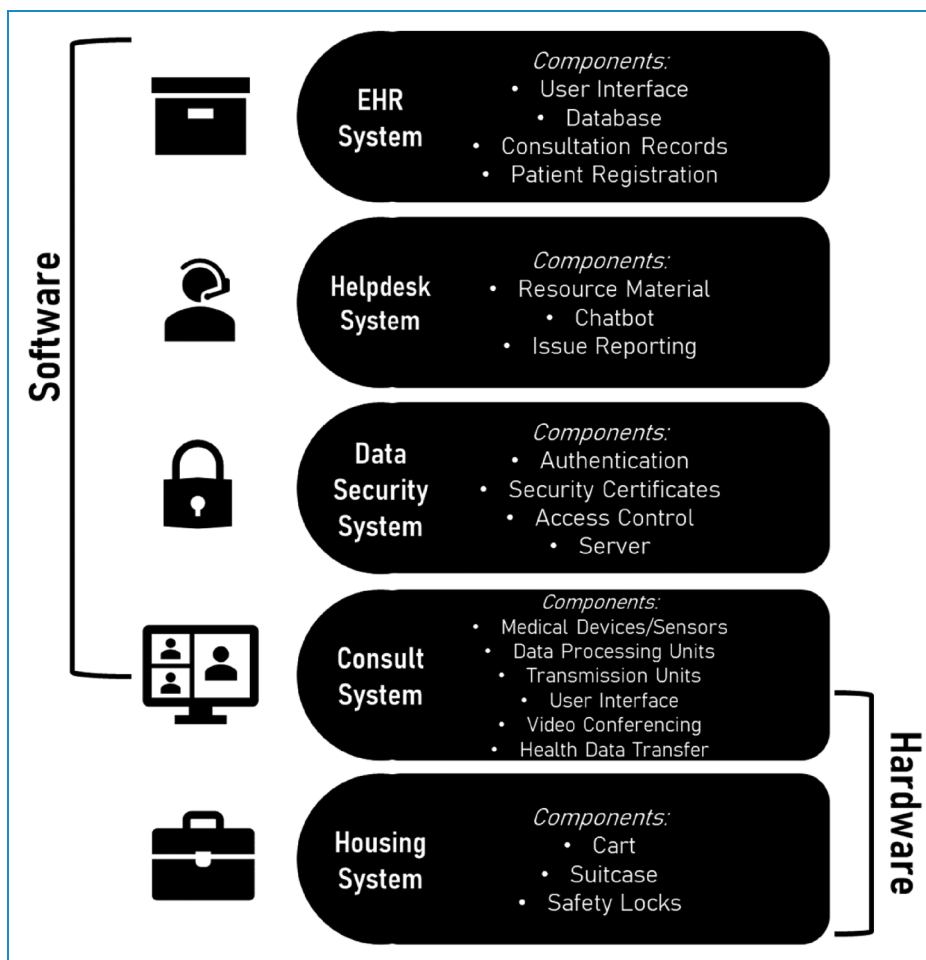 Software
EHR
System
Components:
• User Interface
• Database
• Consultation Records
• Patient Registration
Helpdesk
System
Components:
• Resource Material
• Chatbot
• Issue Reporting
Data
Security
System
Components:
• Authentication
• Security Certificates
• Access Control
• Server
Consult
System
Components:
• Medical Devices/Sensors
• Data Processing Units
• Transmission Units
• User Interface
• Video Conferencing
• Health Data Transfer
Hardware
Housing
System
Components:
• Cart
• Suitcase
• Safety Locks